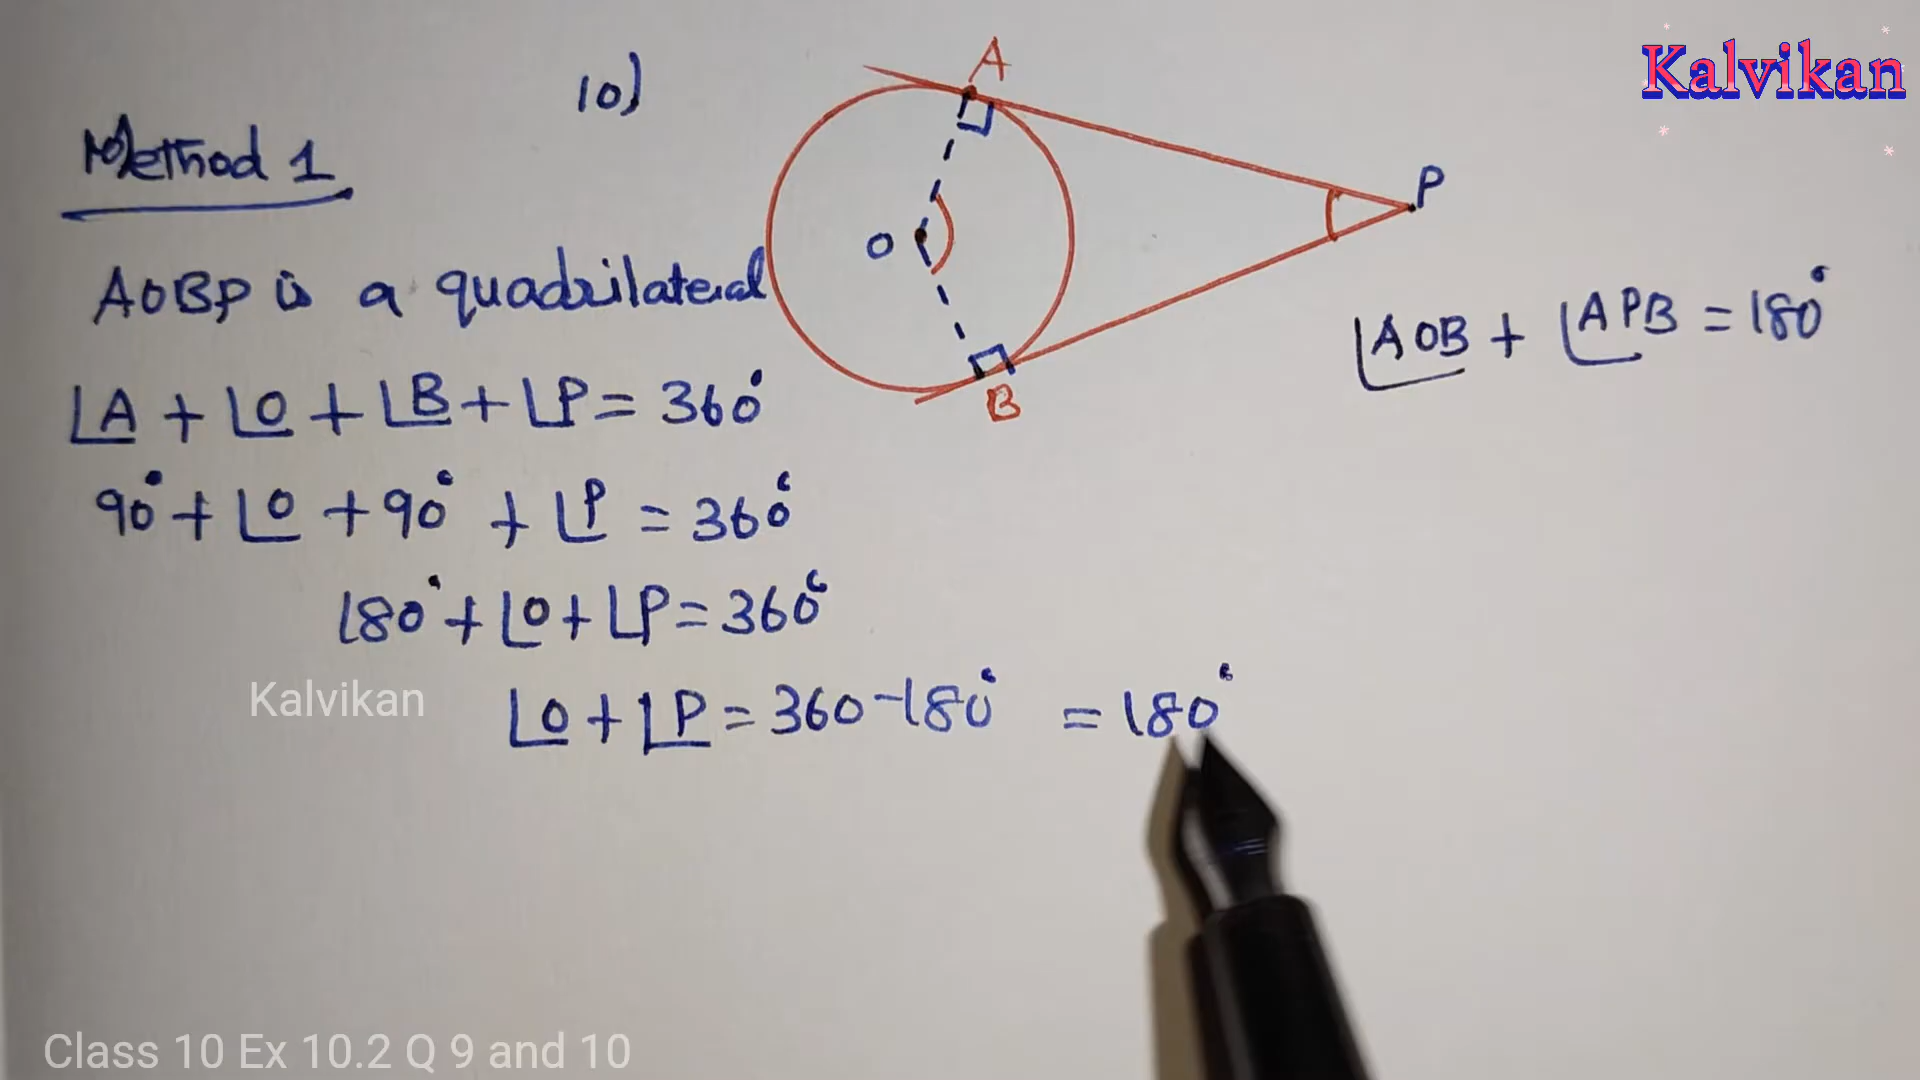 Kalvikan
10)
Method 1
A
P
O
B
AOBP is a quadrilateral
∠AOB + ∠APB = 180°
∠A + ∠O + ∠B + ∠P = 360°
90° + ∠O + 90° + ∠P = 360°
180° + ∠O + ∠P = 360°
Kalvikan
∠O + ∠P = 360 - 180° = 180°
Class 10 Ex 10.2 Q 9 and 10